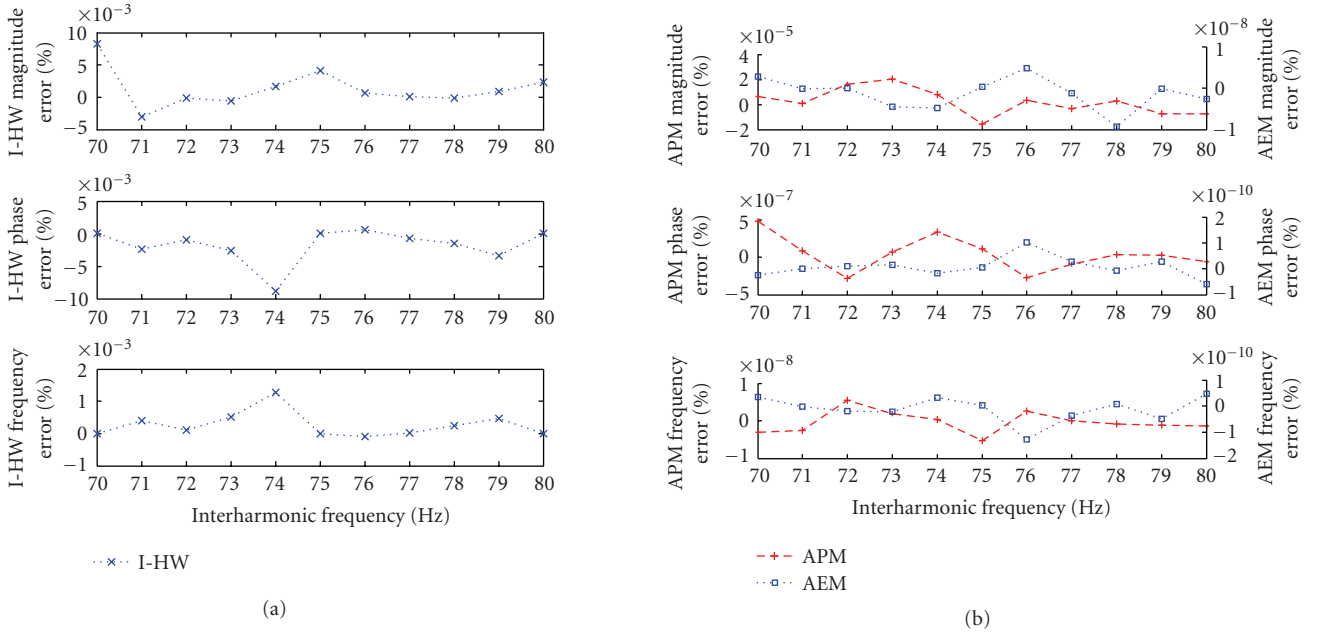 ×10−3
10
5
0
−5
I-HW magnitude
error (%)
70 71 72 73 74 75 76 77 78 79 80
×10−3
5
0
−5
−10
I-HW phase
error (%)
70 71 72 73 74 75 76 77 78 79 80
×10−3
2
1
0
−1
I-HW frequency
error (%)
70 71 72 73 74 75 76 77 78 79 80
Interharmonic frequency (Hz)
I-HW
(a)
×10−5
4
2
0
−2
APM magnitude
error (%)
×10−8
1
0
−1
AEM magnitude
error (%)
70 71 72 73 74 75 76 77 78 79 80
×10−7
5
0
−5
APM phase
error (%)
×10−10
2
1
0
−1
AEM phase
error (%)
70 71 72 73 74 75 76 77 78 79 80
×10−8
1
0
−1
APM frequency
error (%)
×10−10
1
0
−1
−2
AEM frequency
error (%)
70 71 72 73 74 75 76 77 78 79 80
Interharmonic frequency (Hz)
APM
AEM
(b)